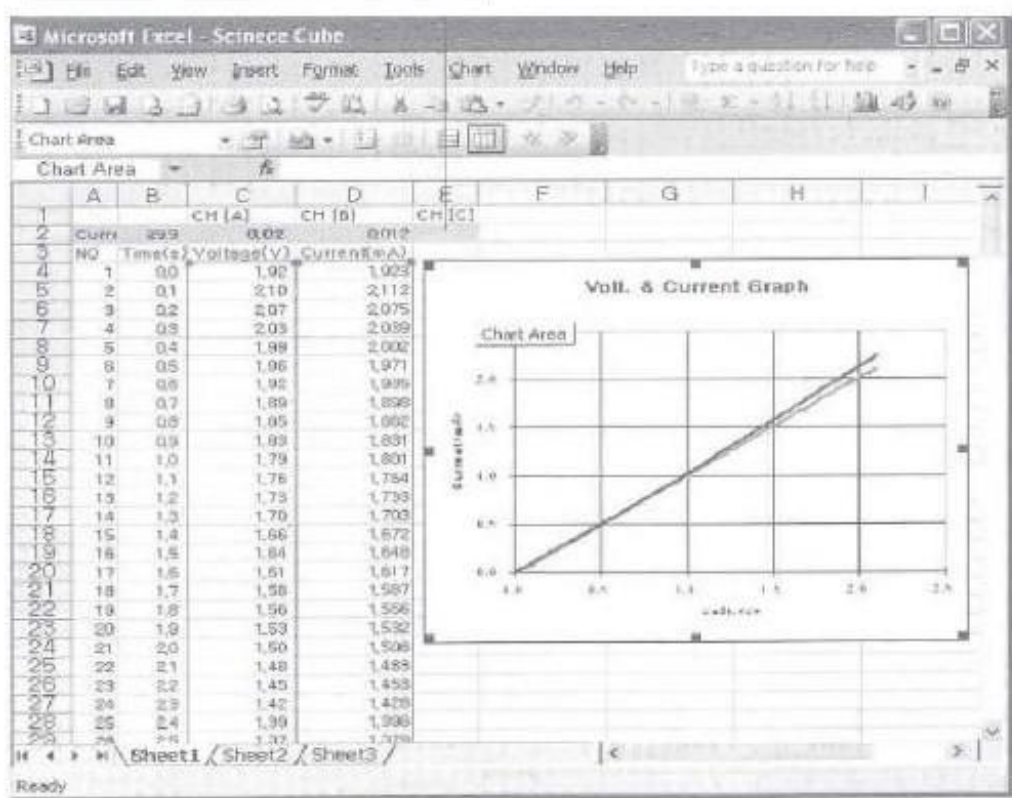 Microsoft Excel - Scinece Cube
File Edit View Insert Format Tools Chart Window Help Type a question for help
Chart Area
Chart Area fx
A B C D E F G H I
1 CH [A] CH [B] CH [C]
2 Curre 299 0,02 0,012
3 NO Time(s) Voltage(V) Current(mA)
4 1 0,0 1,92 1,923
5 2 0,1 2,10 2,112
6 3 0,2 2,07 2,075
7 4 0,3 2,03 2,039
8 5 0,4 1,99 2,002
9 6 0,5 1,96 1,971
10 7 0,6 1,92
11 8 0,7 1,89 1,898
12 9 0,8 1,85 1,862
13 10 0,9 1,83 1,831
14 11 1,0 1,79 1,801
15 12 1,1 1,76 1,764
16 13 1,2 1,73 1,733
17 14 1,3 1,70 1,703
18 15 1,4 1,66 1,672
19 16 1,5 1,64 1,648
20 17 1,6 1,61 1,617
21 18 1,7 1,58 1,587
22 19 1,8 1,56 1,556
23 20 1,9 1,53 1,532
24 21 2,0 1,50 1,508
25 22 2,1 1,48 1,483
26 23 2,2 1,45 1,453
27 24 2,3 1,42 1,428
28 25 2,4 1,39 1,398
29 26 2,5 1,37
Volt. & Current Graph
Chart Area
2.0
1.5
1.0
0.5
0.0
0.0 0.5 1.0 1.5 2.0 2.5
Sheet1 Sheet2 Sheet3
Ready